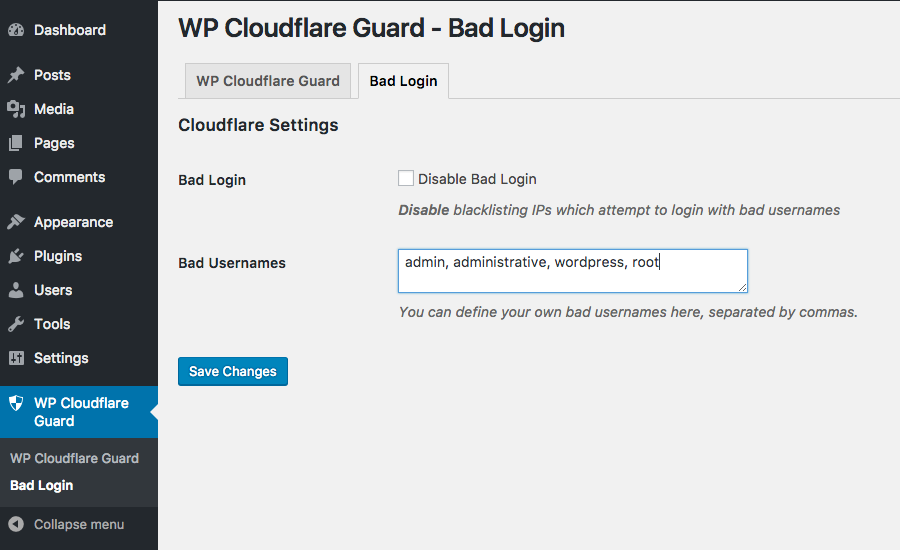 Dashboard
Posts
Media
Pages
Comments
Appearance
Plugins
Users
Tools
Settings
WP Cloudflare
Guard
WP Cloudflare Guard
Bad Login
Collapse menu
WP Cloudflare Guard - Bad Login
WP Cloudflare Guard
Bad Login
Cloudflare Settings
Bad Login
Disable Bad Login
Disable blacklisting IPs which attempt to login with bad usernames
Bad Usernames
admin, administrative, wordpress, root
You can define your own bad usernames here, separated by commas.
Save Changes